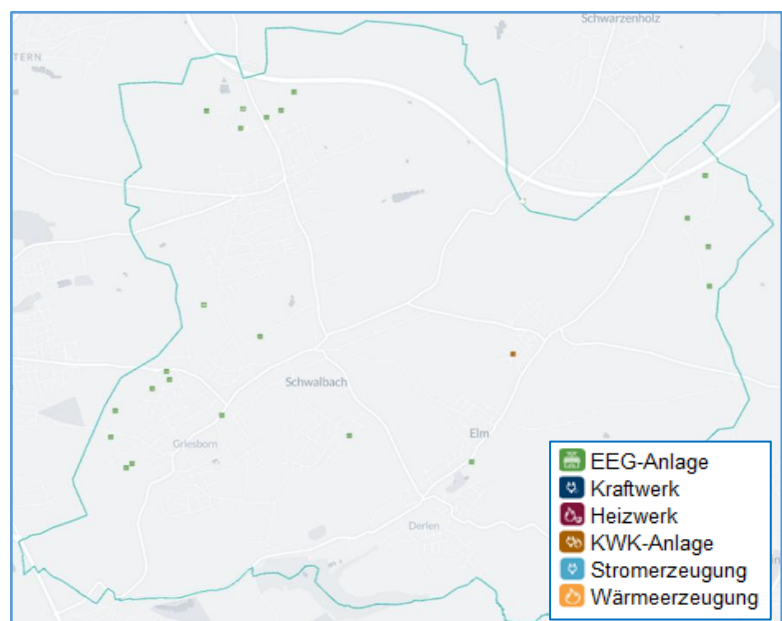 Schwarzenholz
TERN
Schwalbach
Elm
Griesborn
Derlen
EEG-Anlage
Kraftwerk
Heizwerk
KWK-Anlage
Stromerzeugung
Wärmeerzeugung